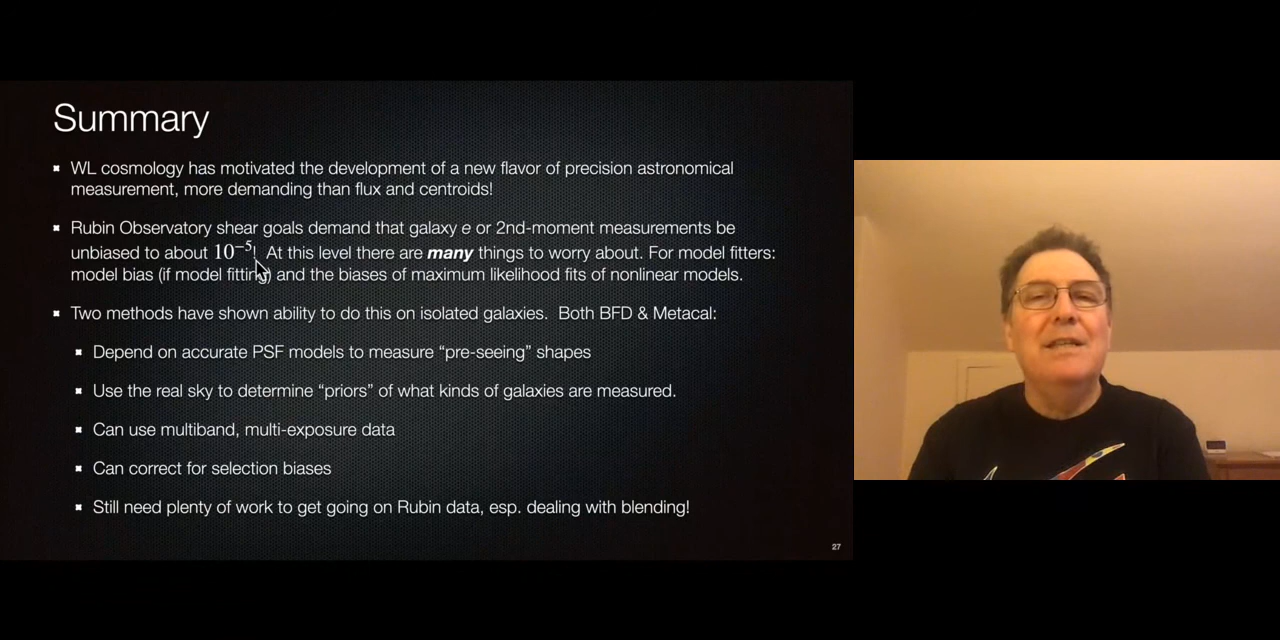 Summary
WL cosmology has motivated the development of a new flavor of precision astronomical
measurement, more demanding than flux and centroids!
Rubin Observatory shear goals demand that galaxy e or 2nd-moment measurements be
unbiased to about 10⁻⁵! At this level there are many things to worry about. For model fitters:
model bias (if model fitting) and the biases of maximum likelihood fits of nonlinear models.
Two methods have shown ability to do this on isolated galaxies. Both BFD & Metacal:
Depend on accurate PSF models to measure “pre-seeing” shapes
Use the real sky to determine “priors” of what kinds of galaxies are measured.
Can use multiband, multi-exposure data
Can correct for selection biases
Still need plenty of work to get going on Rubin data, esp. dealing with blending!
27